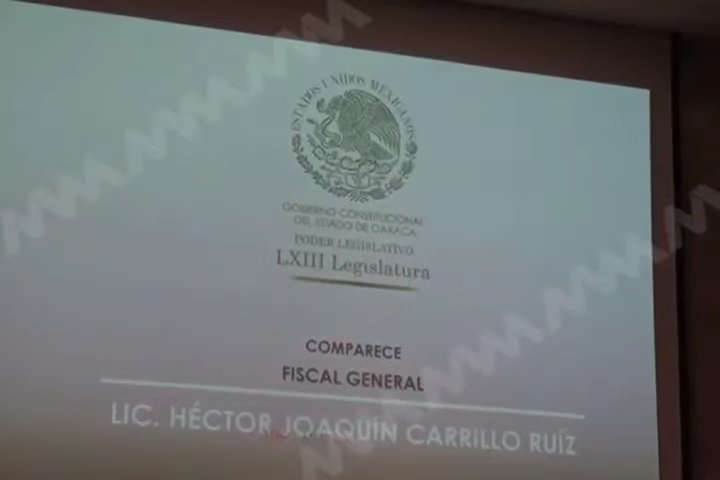 ESTADOS UNIDOS MEXICANOS
GOBIERNO CONSTITUCIONAL
DEL ESTADO DE OAXACA
PODER LEGISLATIVO
LXIII Legislatura
COMPARECE
FISCAL GENERAL
LIC. HÉCTOR JOAQUÍN CARRILLO RUÍZ